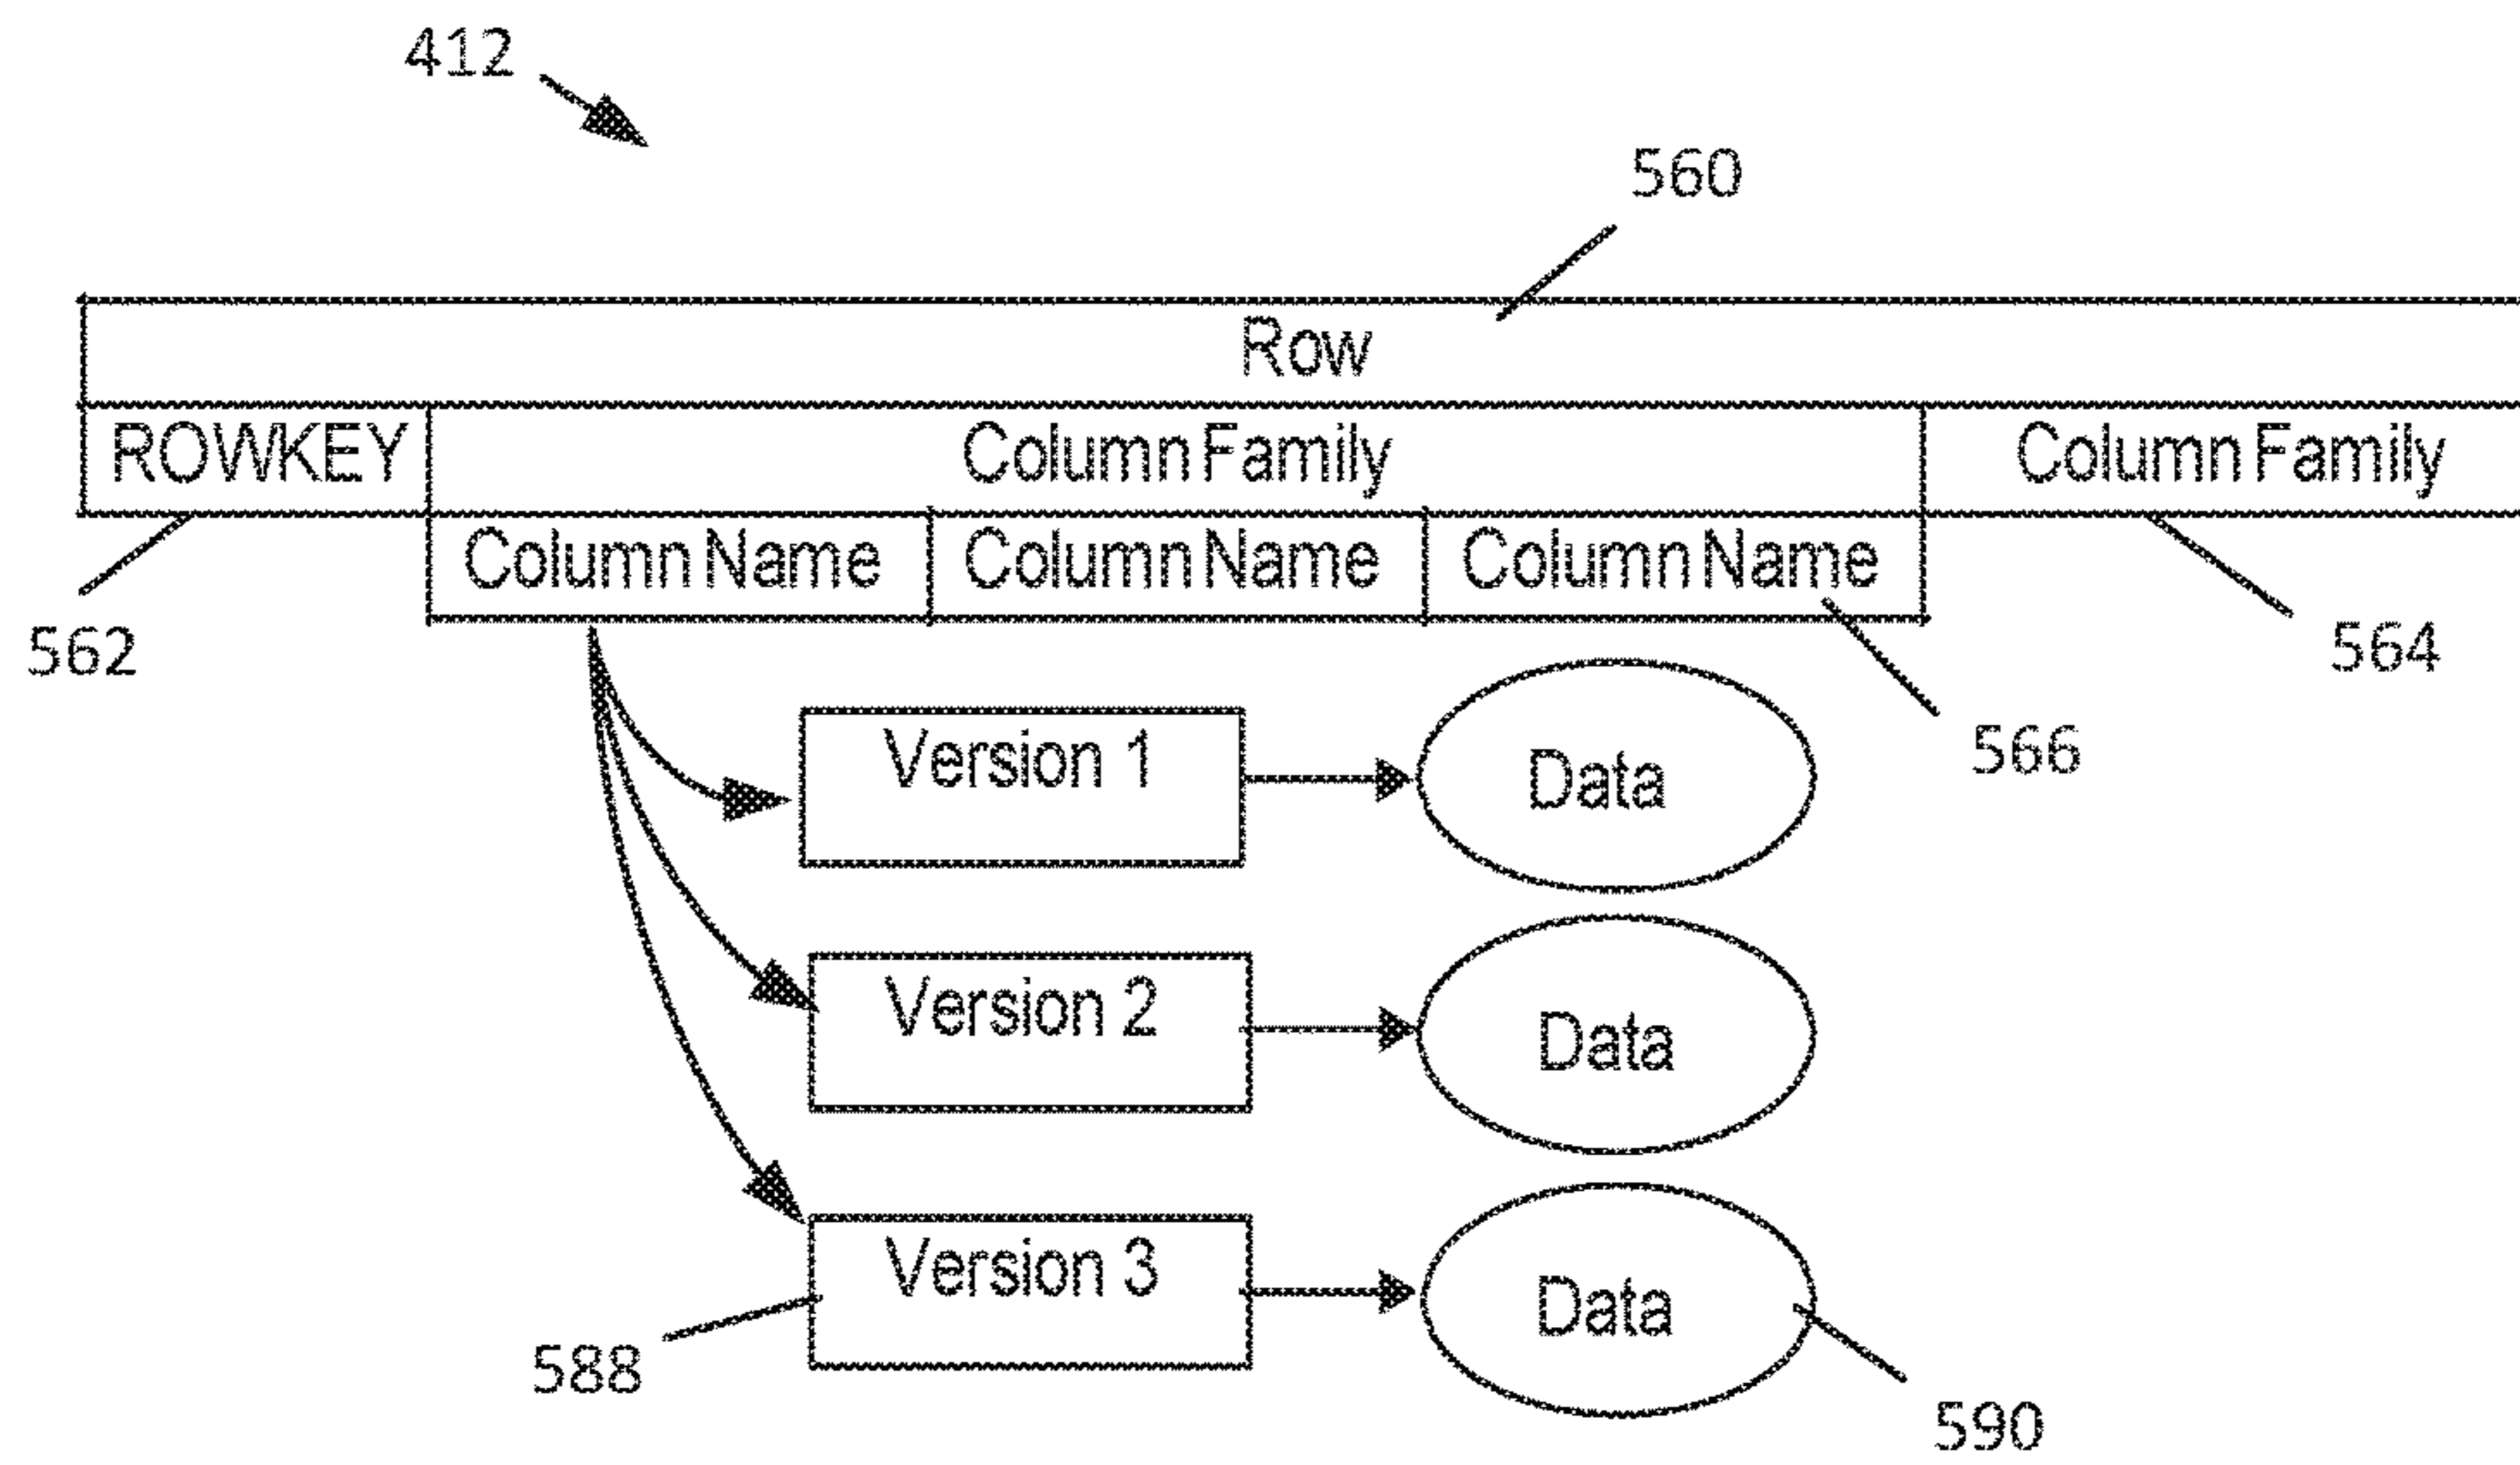 412
560
Row
ROWKEY Column Family Column Family
Column Name Column Name Column Name
562
564
566
Version 1 Data
Version 2 Data
Version 3 Data
588
590